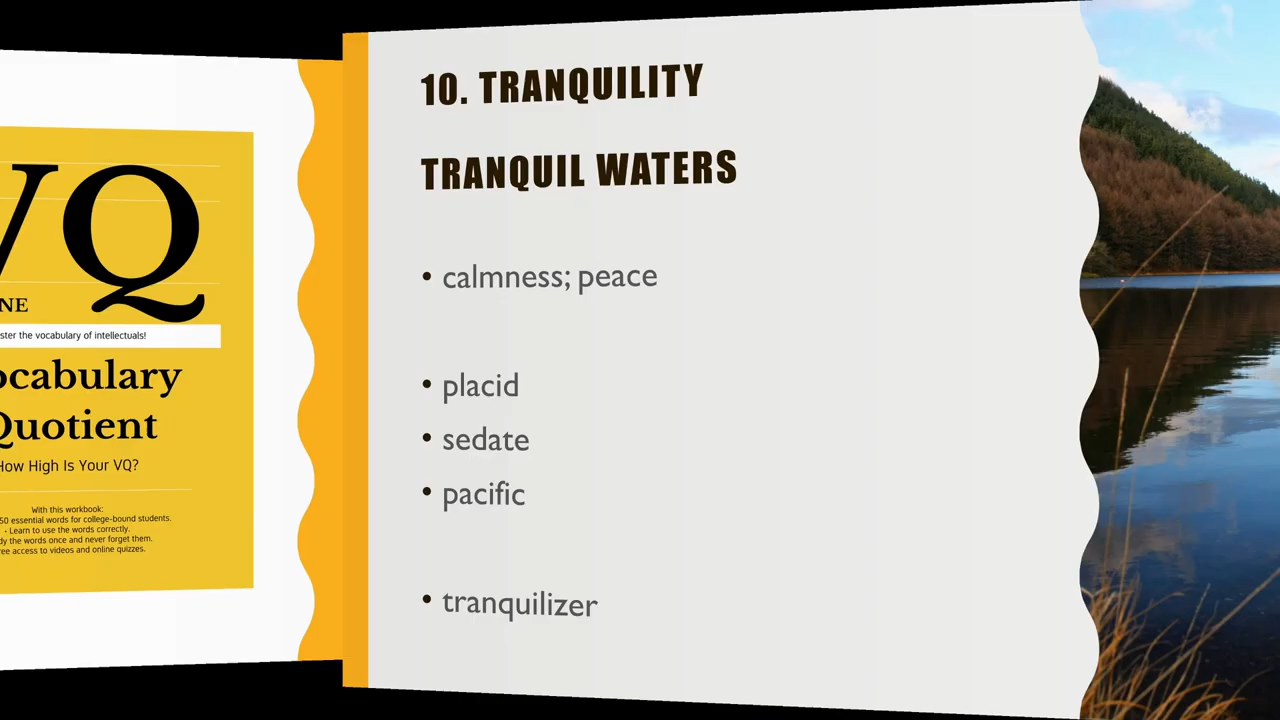 VQ
NE
ster the vocabulary of intellectuals!
ocabulary
Quotient
How High Is Your VQ?
With this workbook:
50 essential words for college-bound students.
- Learn to use the words correctly.
dy the words once and never forget them.
ree access to videos and online quizzes.
10. TRANQUILITY
TRANQUIL WATERS
• calmness; peace
• placid
• sedate
• pacific
• tranquilizer